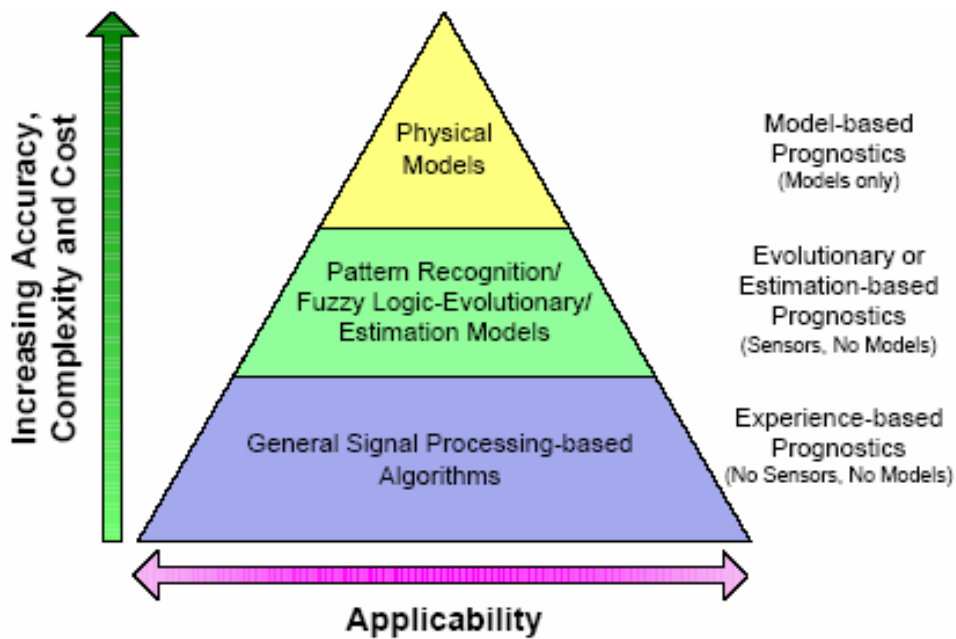 Increasing Accuracy,
Complexity and Cost
Physical
Models
Model-based
Prognostics
(Models only)
Pattern Recognition/
Fuzzy Logic-Evolutionary/
Estimation Models
Evolutionary or
Estimation-based
Prognostics
(Sensors, No Models)
General Signal Processing-based
Algorithms
Experience-based
Prognostics
(No Sensors, No Models)
Applicability